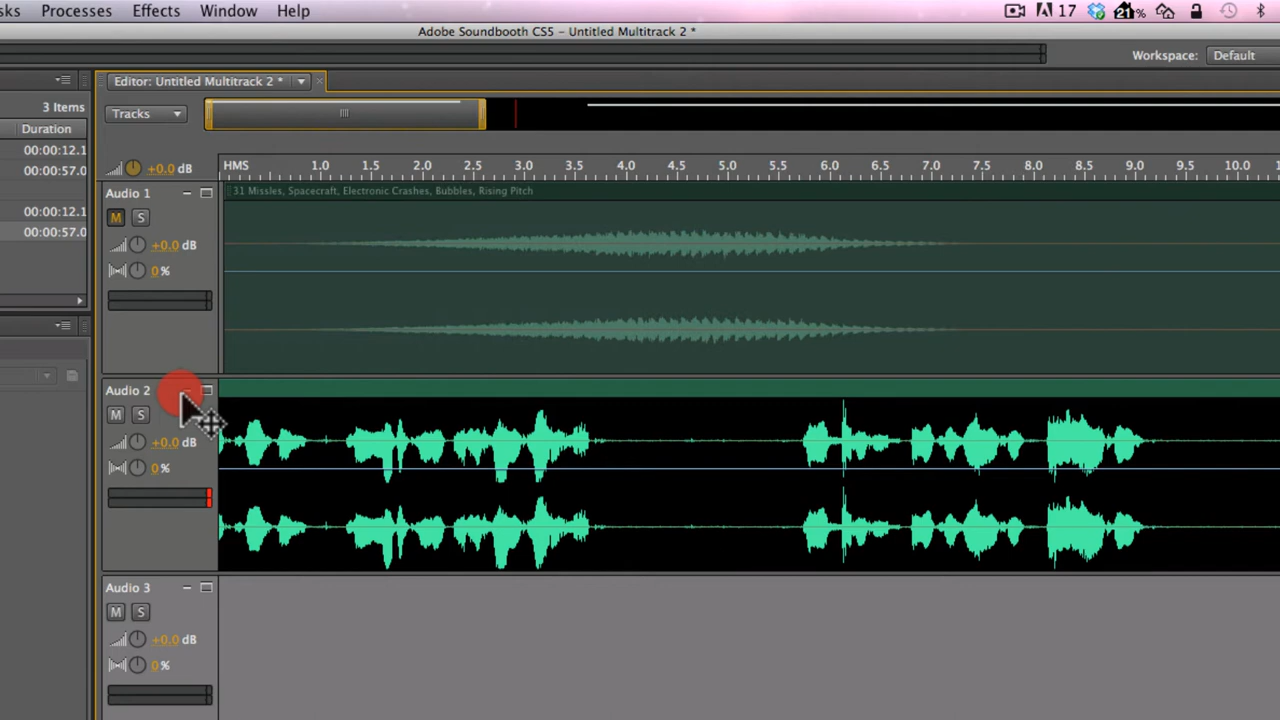 sks Processes Effects Window Help 17 21%
Adobe Soundbooth CS5 – Untitled Multitrack 2 *
Workspace: Default
Editor: Untitled Multitrack 2 *
3 Items
Tracks
Duration
00:00:12.1
+0.0 dB
HMS 1.0 1.5 2.0 2.5 3.0 3.5 4.0 4.5 5.0 5.5 6.0 6.5 7.0 7.5 8.0 8.5 9.0 9.5 10.0
00:00:57.0
Audio 1
31 Missles, Spacecraft, Electronic Crashes, Bubbles, Rising Pitch
00:00:12.1
M S
00:00:57.0
+0.0 dB
0 %
Audio 2
M S
+0.0 dB
0 %
Audio 3
M S
+0.0 dB
0 %